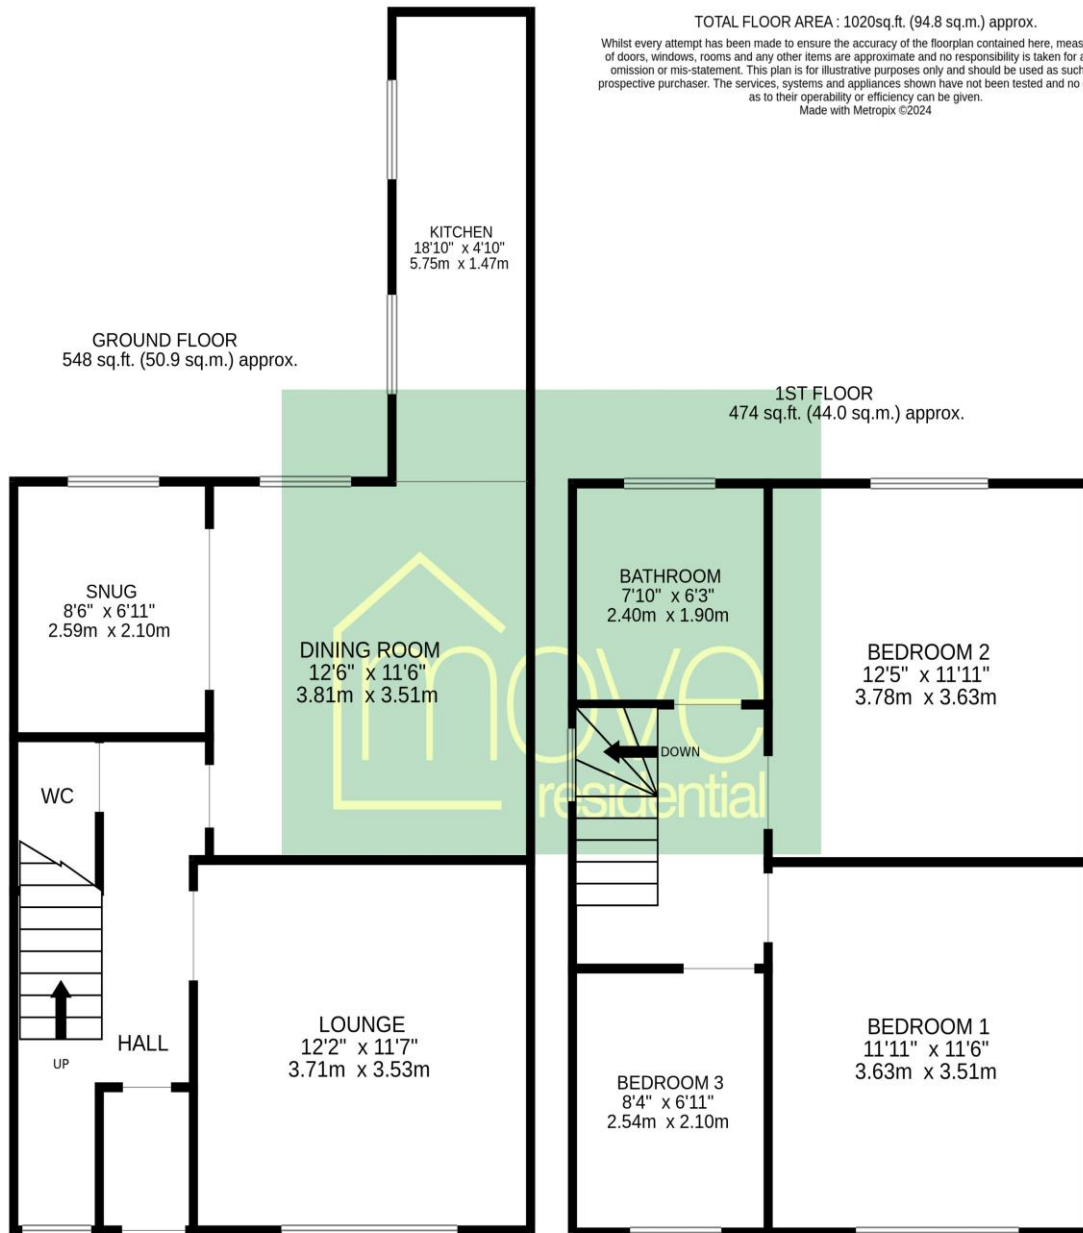 TOTAL FLOOR AREA : 1020sq.ft. (94.8 sq.m.) approx.
Whilst every attempt has been made to ensure the accuracy of the floorplan contained here,
of doors, windows, rooms and any other items are approximate and no responsibility is taken for
omission or mis-statement. This plan is for illustrative purposes only and should be used as such
prospective purchaser. The services, systems and appliances shown have not been tested and no
as to their operability or efficiency can be given.
Made with Metropix ©2024
KITCHEN
18'10" x 4'10"
5.75m x 1.47m
GROUND FLOOR
548 sq.ft. (50.9 sq.m.) approx.
1ST FLOOR
474 sq.ft. (44.0 sq.m.) approx.
SNUG
8'6" x 6'11"
2.59m x 2.10m
DINING ROOM
12'6" x 11'6"
3.81m x 3.51m
BATHROOM
7'10" x 6'3"
2.40m x 1.90m
BEDROOM 2
12'5" x 11'11"
3.78m x 3.63m
move
residential
WC
DOWN
UP
HALL
LOUNGE
12'2" x 11'7"
3.71m x 3.53m
BEDROOM 1
11'11" x 11'6"
3.63m x 3.51m
BEDROOM 3
8'4" x 6'11"
2.54m x 2.10m